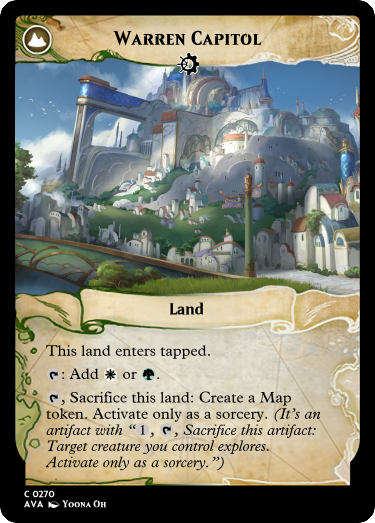 Warren Capitol
Land
This land enters tapped.
: Add or .
, Sacrifice this land: Create a Map
token. Activate only as a sorcery. (It's an
artifact with “1, , Sacrifice this artifact:
Target creature you control explores.
Activate only as a sorcery.”)
C 0270
AVA Yoona Oh